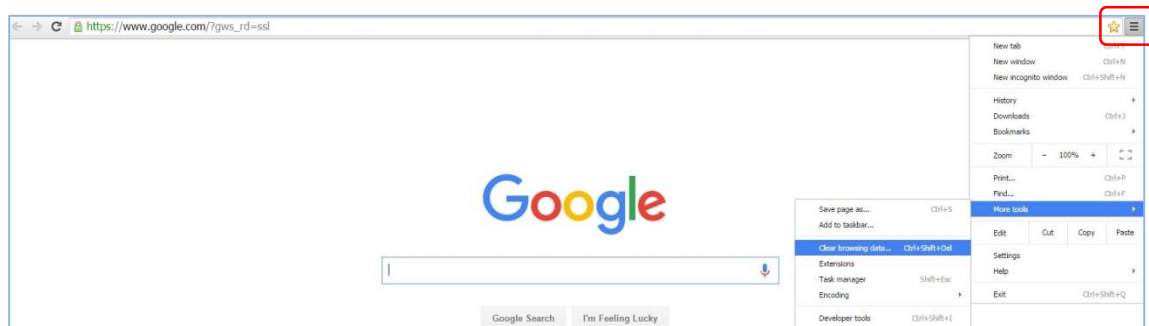 https://www.google.com/?gws_rd=ssl
New tab
New window Ctrl+N
New incognito window Ctrl+Shift+N
History
Downloads Ctrl+J
Bookmarks
Zoom - 100% +
Print... Ctrl+P
Find... Ctrl+F
More tools
Edit Cut Copy Paste
Settings
Help
Exit Ctrl+Shift+Q
Save page as... Ctrl+S
Add to taskbar...
Clear browsing data... Ctrl+Shift+Del
Extensions
Task manager Shift+Esc
Encoding
Developer tools Ctrl+Shift+I
Google
Google Search I'm Feeling Lucky